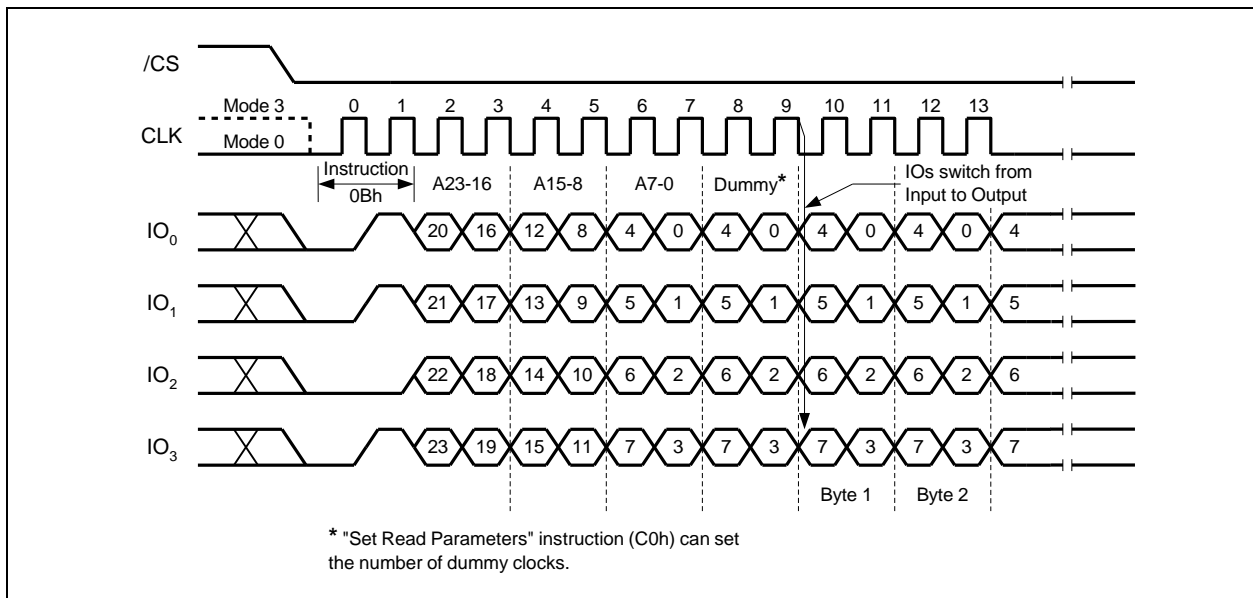 /CS
Mode 3 0 1 2 3 4 5 6 7 8 9 10 11 12 13
CLK
Mode 0
Instruction
0Bh
A23-16 A15-8 A7-0 Dummy*
IOs switch from
Input to Output
IO0 20 16 12 8 4 0 4 0 4 0 4 0 4
IO1 21 17 13 9 5 1 5 1 5 1 5 1 5
IO2 22 18 14 10 6 2 6 2 6 2 6 2 6
IO3 23 19 15 11 7 3 7 3 7 3 7 3 7
Byte 1 Byte 2
* "Set Read Parameters" instruction (C0h) can set
the number of dummy clocks.